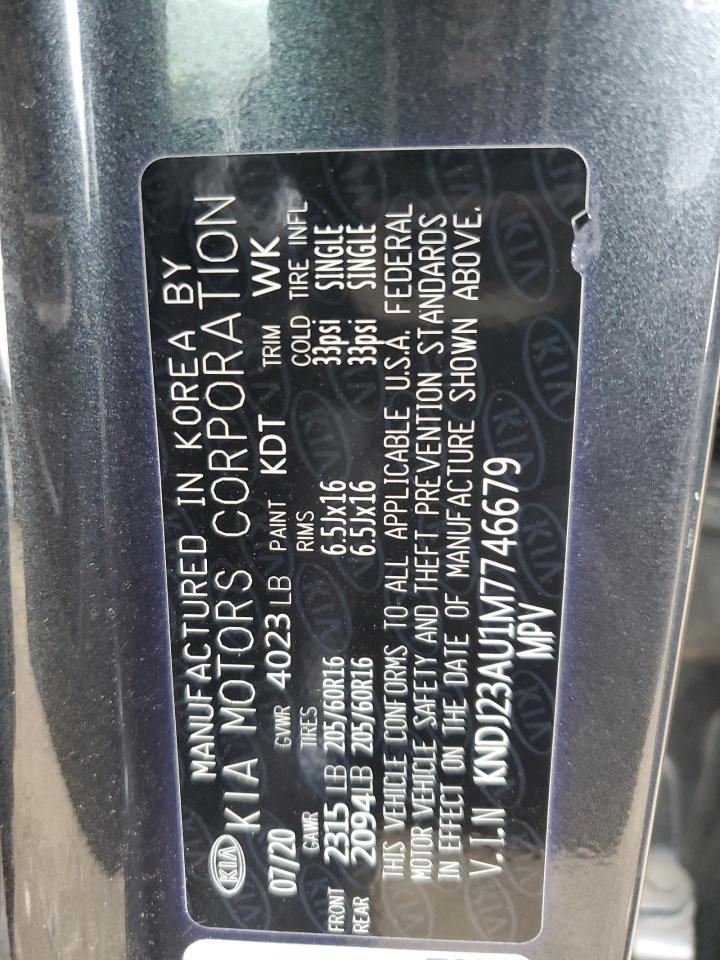 KIA MANUFACTURED IN KOREA BY
KIA MOTORS CORPORATION
07/20 GVWR 4023 LB PAINT KDT TRIM WK
GAWR TIRES RIMS COLD TIRE INFL
FRONT 2315 LB 205/60R16 6.5Jx16 33psi SINGLE
REAR 2094LB 205/60R16 6.5Jx16 33psi SINGLE
THIS VEHICLE CONFORMS TO ALL APPLICABLE U.S.A. FEDERAL
MOTOR VEHICLE SAFETY AND THEFT PREVENTION STANDARDS
IN EFFECT ON THE DATE OF MANUFACTURE SHOWN ABOVE.
V.I.N KNDJ23AU1M7746679
MPV